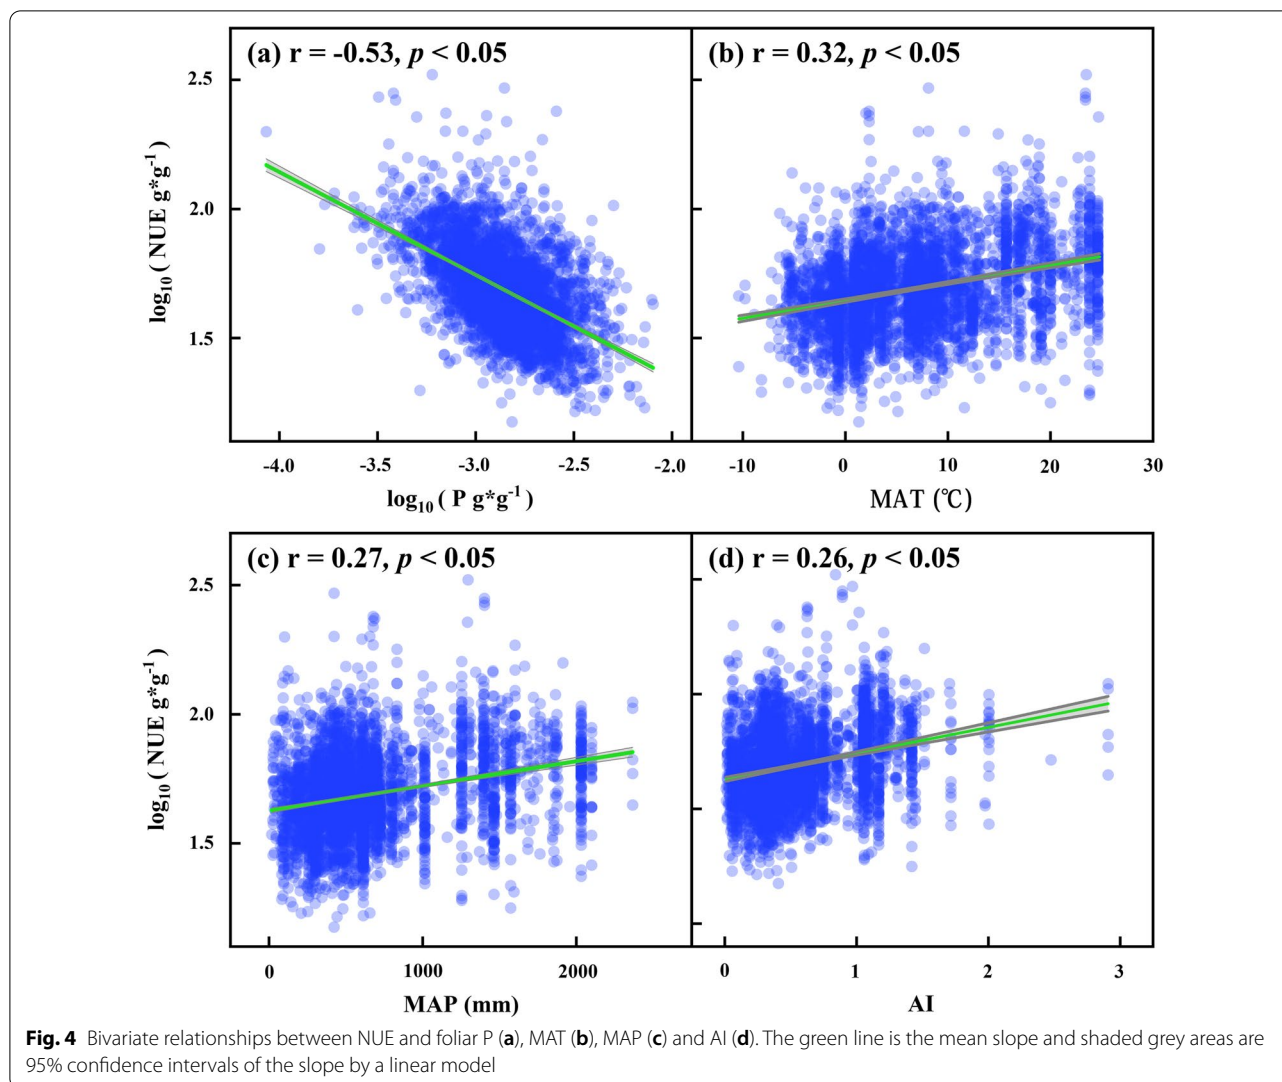 (a) r = -0.53, p < 0.05
(b) r = 0.32, p < 0.05
2.5
2.0
1.5
log10 ( NUE g*g-1)
-4.0 -3.5 -3.0 -2.5 -2.0
-10 0 10 20 30
log10 ( P g*g-1 )
MAT (℃)
(c) r = 0.27, p < 0.05
(d) r = 0.26, p < 0.05
2.5
2.0
1.5
log10 ( NUE g*g-1)
0 1000 2000
0 1 2 3
MAP (mm)
AI
Fig. 4 Bivariate relationships between NUE and foliar P (a), MAT (b), MAP (c) and AI (d). The green line is the mean slope and shaded grey areas are
95% confidence intervals of the slope by a linear model